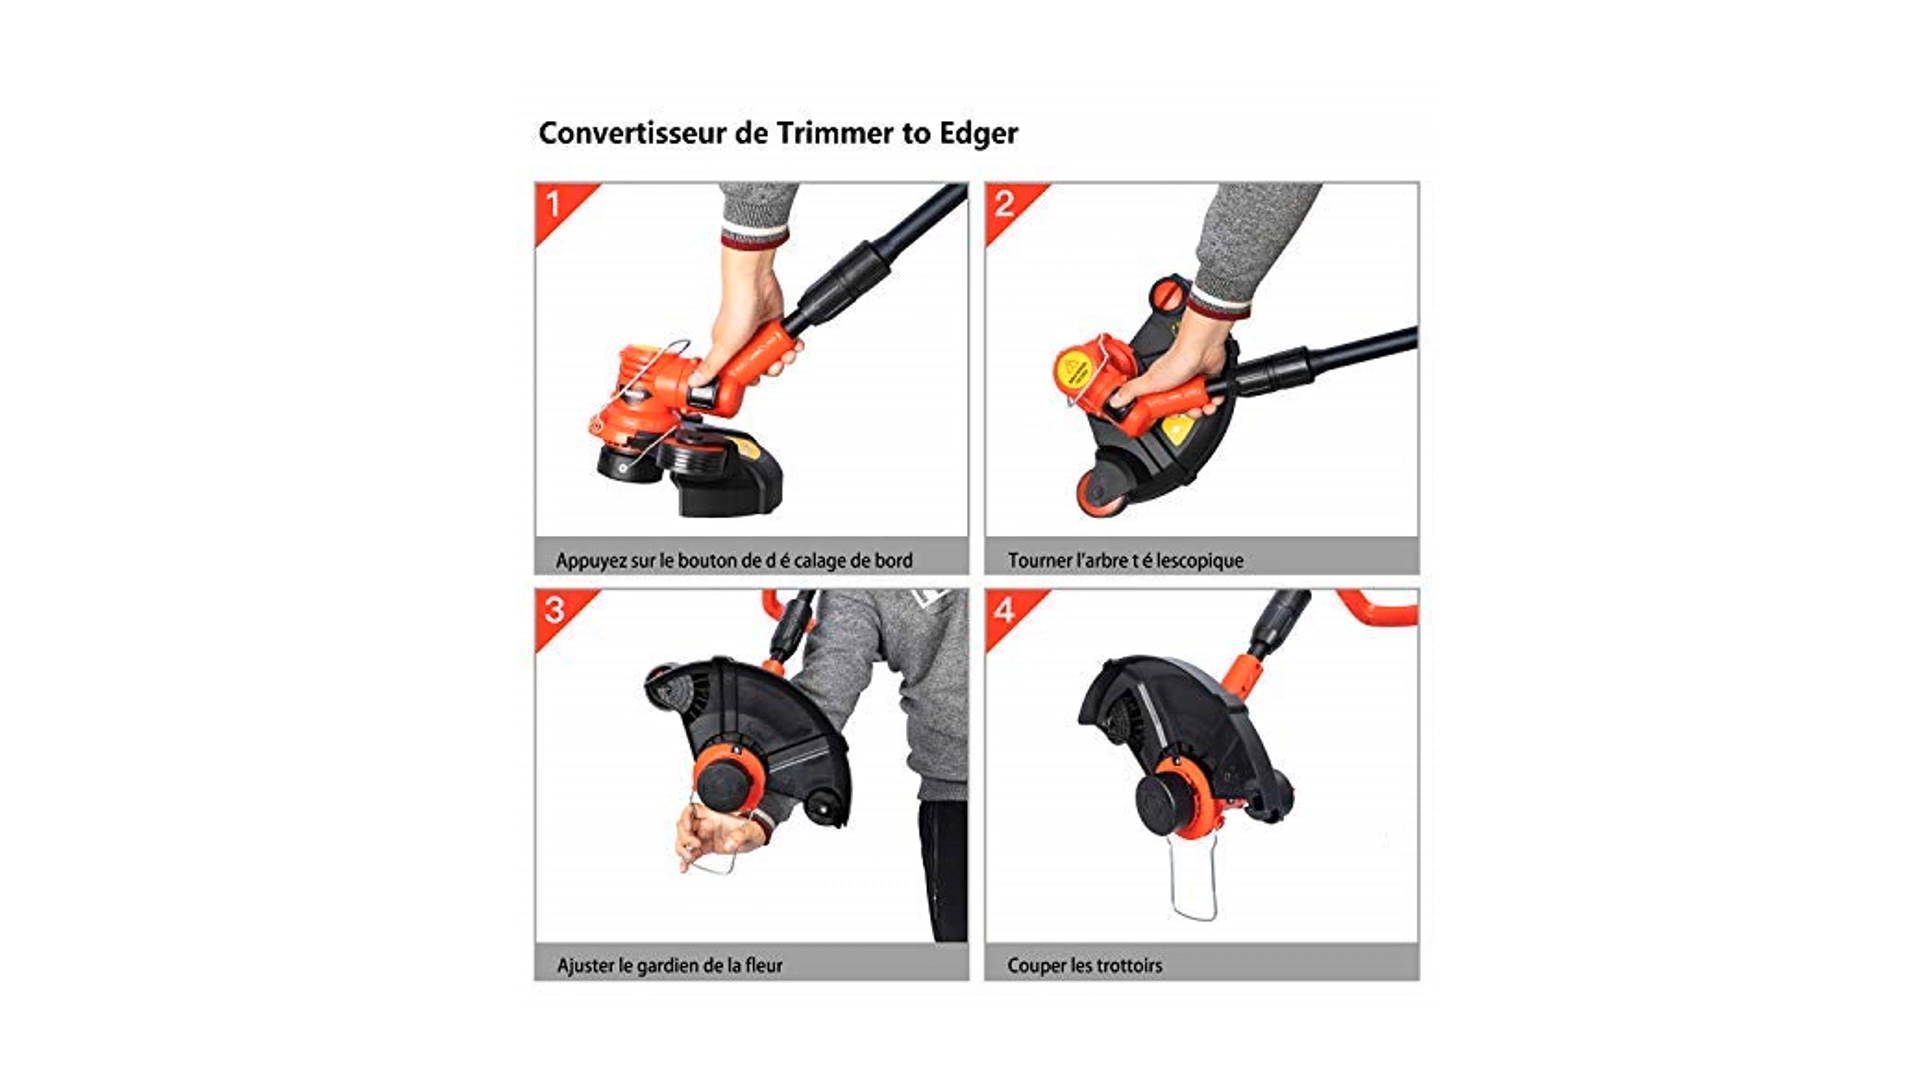 Convertisseur de Trimmer to Edger
1
2
Appuyez sur le bouton de d é calage de bord
Tourner l'arbre t é lescopique
3
4
Ajuster le gardien de la fleur
Couper les trottoirs